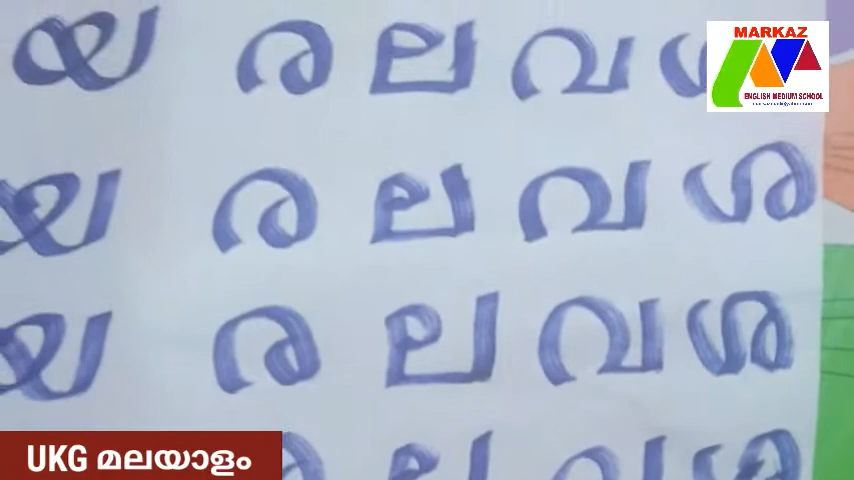 യ ര ല വ ശ
യ ര ല വ ശ
യ ര ല വ ശ
ര ല വ ശ
MARKAZ
ENGLISH MEDIUM SCHOOL
UKG മലയാളം